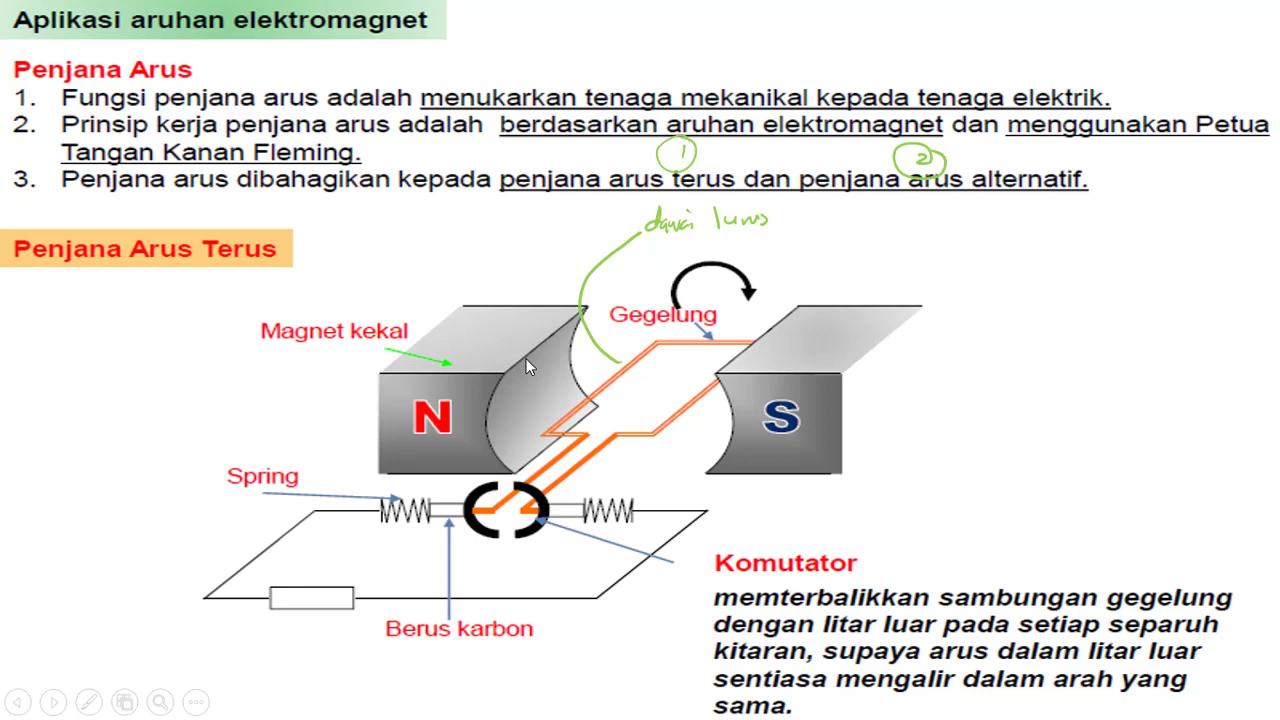 Aplikasi aruhan elektromagnet
Penjana Arus
1. Fungsi penjana arus adalah menukarkan tenaga mekanikal kepada tenaga elektrik.
2. Prinsip kerja penjana arus adalah berdasarkan aruhan elektromagnet dan menggunakan Petua
Tangan Kanan Fleming.
1
2
3. Penjana arus dibahagikan kepada penjana arus terus dan penjana arus alternatif.
dawai lurus
Penjana Arus Terus
Gegelung
Magnet kekal
N
S
Spring
Komutator
memterbalikkan sambungan gegelung
dengan litar luar pada setiap separuh
kitaran, supaya arus dalam litar luar
sentiasa mengalir dalam arah yang
sama.
Berus karbon